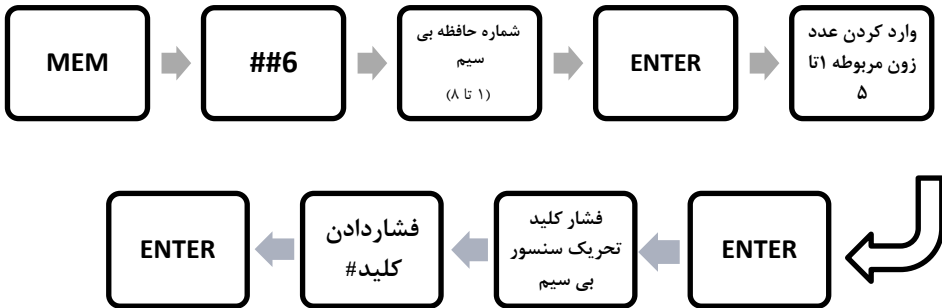 MEM
##6
شماره حافظه بی
سیم
(۱ تا ۸)
ENTER
وارد کردن عدد
زون مربوطه ۱تا
۵
ENTER
فشار کلید
تحریک سنسور
بی سیم
فشاردادن
کلید#
ENTER